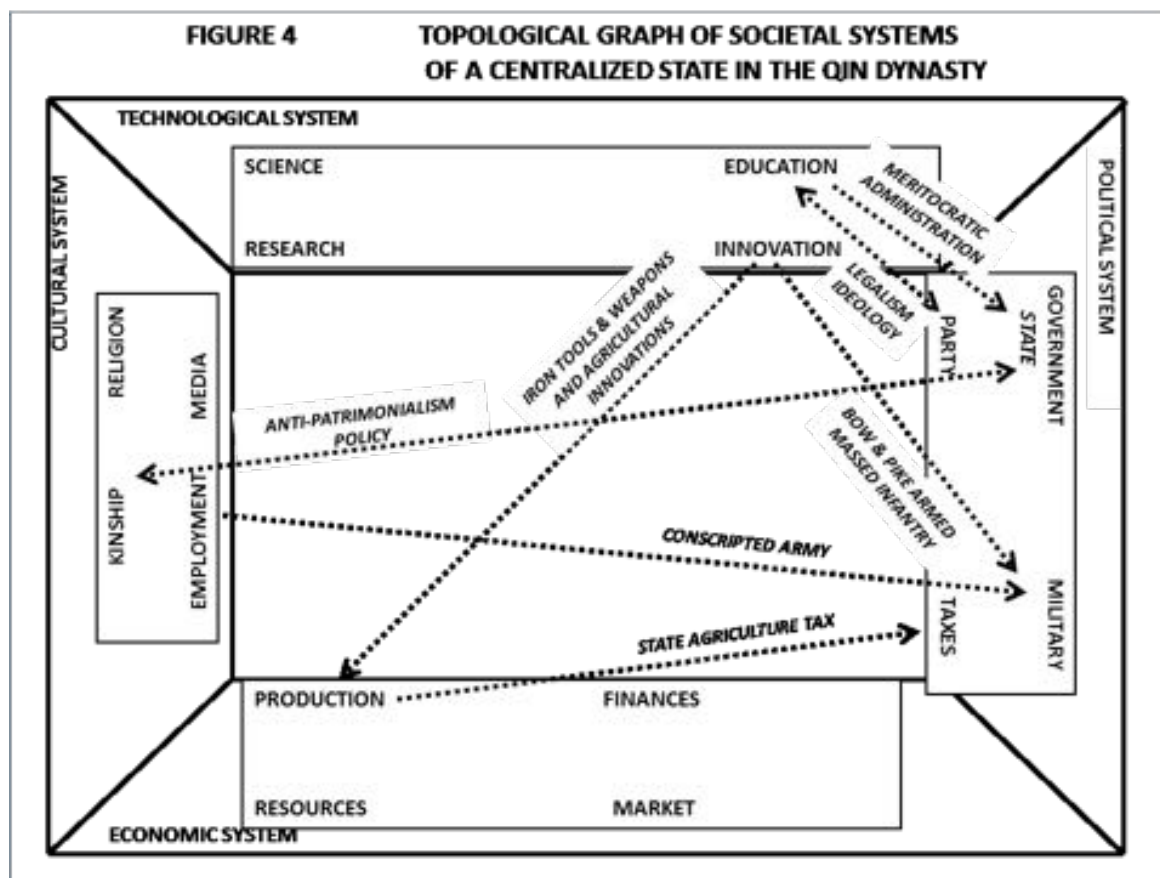 FIGURE 4 TOPOLOGICAL GRAPH OF SOCIETAL SYSTEMS
OF A CENTRALIZED STATE IN THE QIN DYNASTY
TECHNOLOGICAL SYSTEM
SCIENCE
EDUCATION
RESEARCH
INNOVATION
MERITOCRATIC
ADMINISTRATION
LEGALISM
IDEOLOGY
POLITICAL SYSTEM
GOVERNMENT
STATE
PARTY
CULTURAL SYSTEM
RELIGION
MEDIA
KINSHIP
EMPLOYMENT
IRON TOOLS & WEAPONS
AND AGRICULTURAL
INNOVATIONS
ANTI-PATRIMONIALISM
POLICY
BOW & PIKE ARMED
MASSED INFANTRY
CONSCRIPTED ARMY
MILITARY
TAXES
STATE AGRICULTURE TAX
PRODUCTION
FINANCES
RESOURCES
MARKET
ECONOMIC SYSTEM